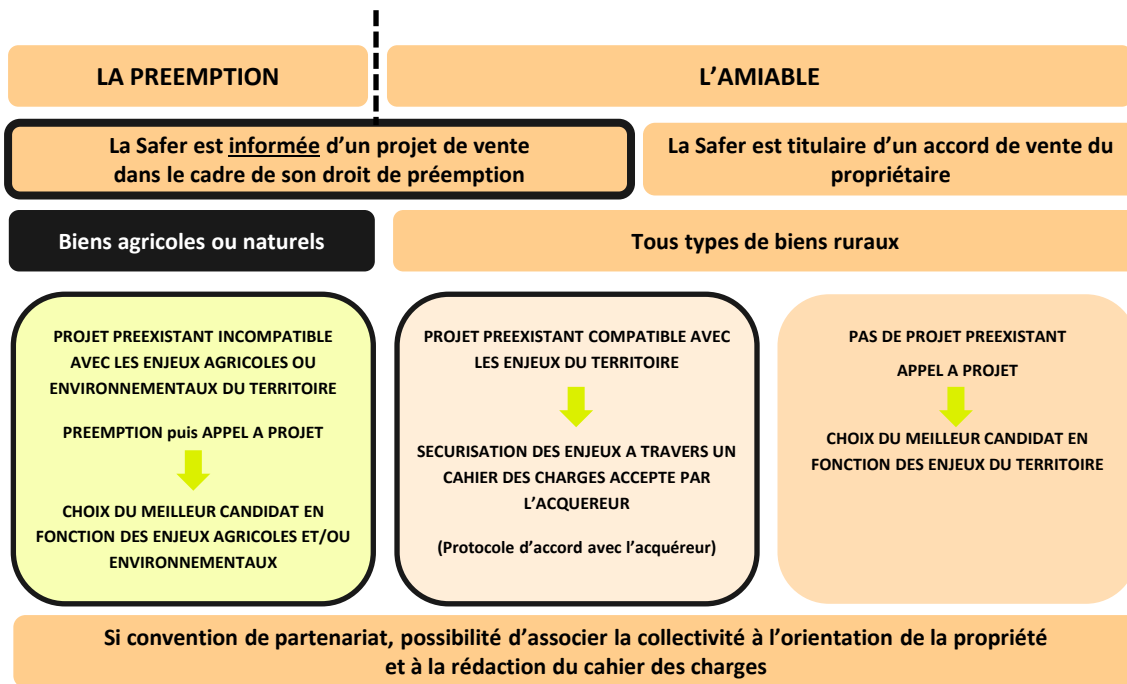 LA PREEMPTION
L'AMIABLE
La Safer est informée d'un projet de vente
dans le cadre de son droit de préemption
La Safer est titulaire d'un accord de vente du
propriétaire
Biens agricoles ou naturels
Tous types de biens ruraux
PROJET PREEXISTANT INCOMPATIBLE
AVEC LES ENJEUX AGRICOLES OU
ENVIRONNEMENTAUX DU TERRITOIRE
PREEMPTION puis APPEL A PROJET
CHOIX DU MEILLEUR CANDIDAT EN
FONCTION DES ENJEUX AGRICOLES ET/OU
ENVIRONNEMENTAUX
PROJET PREEXISTANT COMPATIBLE AVEC
LES ENJEUX DU TERRITOIRE
SECURISATION DES ENJEUX A TRAVERS UN
CAHIER DES CHARGES ACCEPTE PAR
L'ACQUEREUR
(Protocole d'accord avec l'acquéreur)
PAS DE PROJET PREEXISTANT
APPEL A PROJET
CHOIX DU MEILLEUR CANDIDAT EN
FONCTION DES ENJEUX DU TERRITOIRE
Si convention de partenariat, possibilité d'associer la collectivité à l'orientation de la propriété
et à la rédaction du cahier des charges